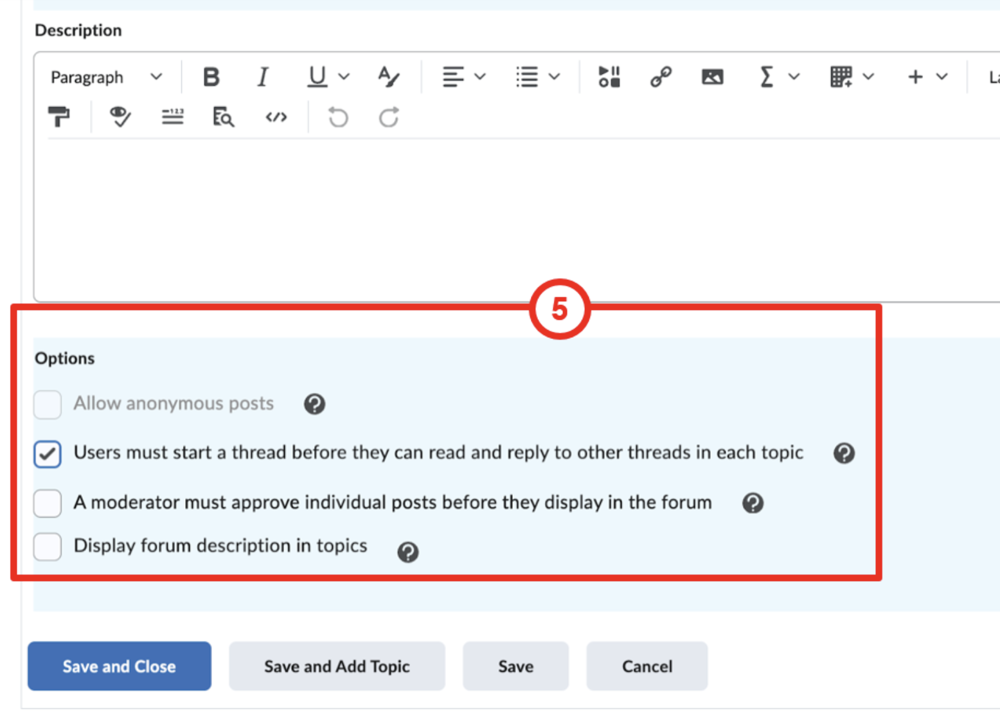 Description
Paragraph B I U A Σ + La
123 </>
5
Options
Allow anonymous posts ?
Users must start a thread before they can read and reply to other threads in each topic ?
A moderator must approve individual posts before they display in the forum ?
Display forum description in topics ?
Save and Close Save and Add Topic Save Cancel